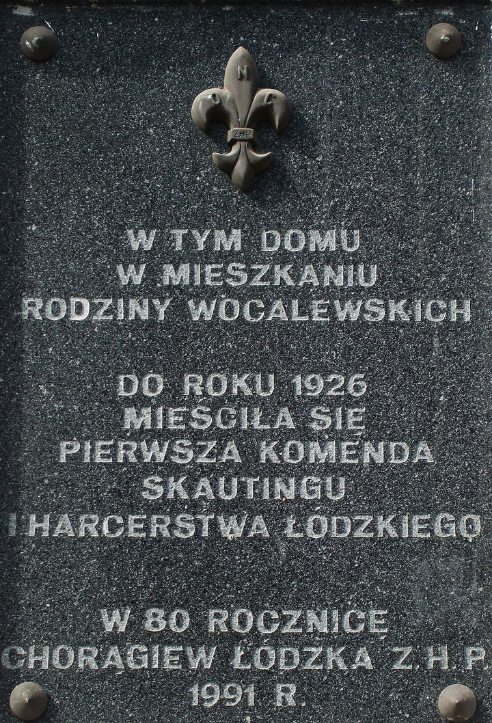 ZHP
W TYM DOMU
W MIESZKANIU
RODZINY WOCALEWSKICH
DO ROKU 1926
MIEŚCIŁA SIĘ
PIERWSZA KOMENDA
SKAUTINGU
I HARCERSTWA ŁÓDZKIEGO
W 80 ROCZNICĘ
CHORĄGIEW ŁÓDZKA Z.H.P.
1991 R.